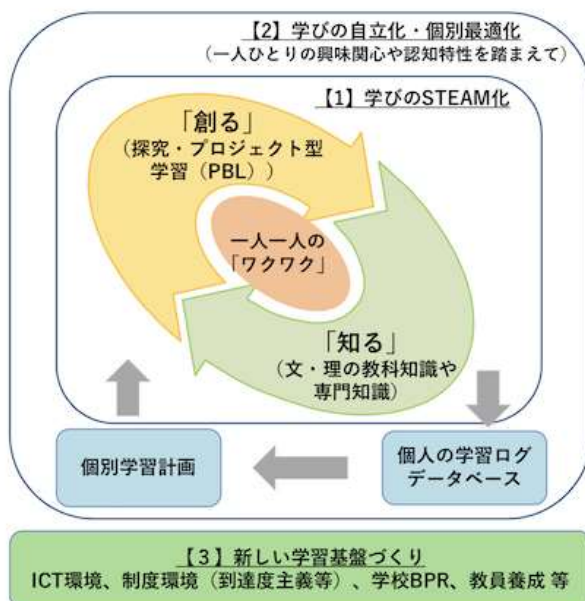 【2】学びの自立化・個別最適化
（一人ひとりの興味関心や認知特性を踏まえて）
【1】学びのSTEAM化
「創る」
（探究・プロジェクト型
学習（PBL））
一人一人の
「ワクワク」
「知る」
（文・理の教科知識や
専門知識）
個別学習計画
個人の学習ログ
データベース
【３】新しい学習基盤づくり
ICT環境、制度環境（到達度主義等）、学校BPR、教員養成 等